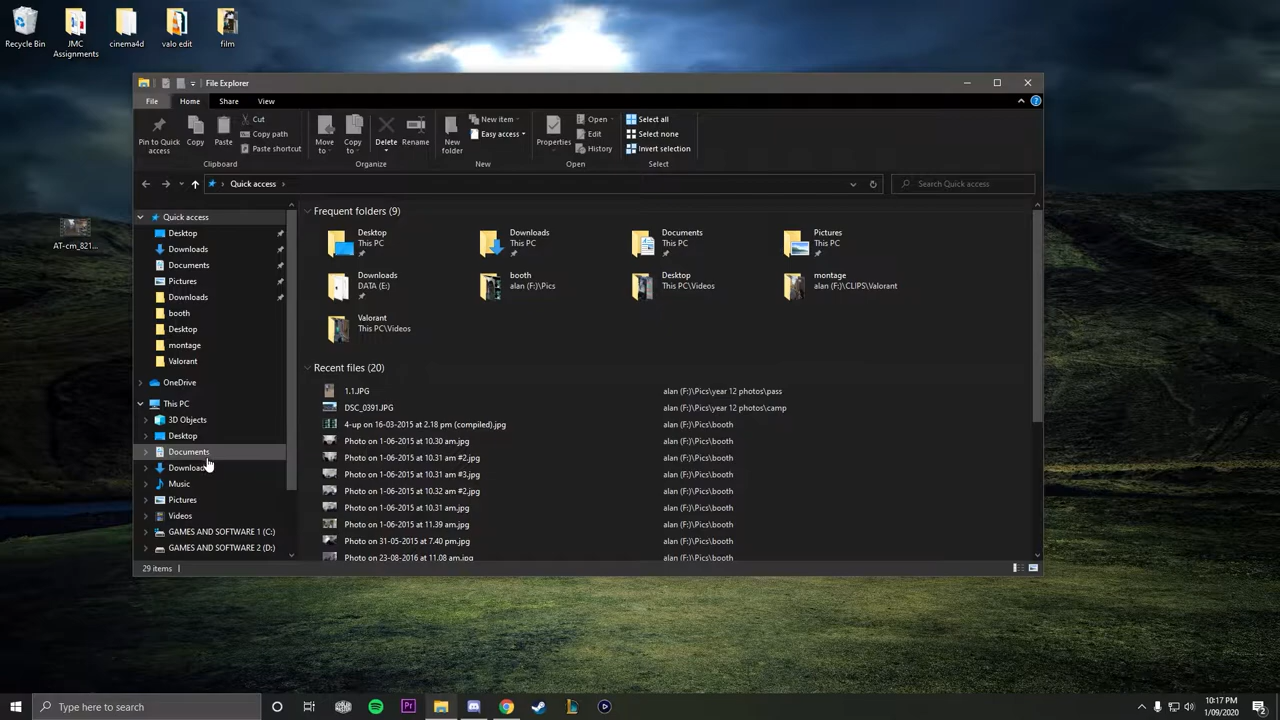 Recycle Bin
JMC Assignments
cinema4d
valo edit
film
AT-cm_821...
File Explorer
File
Home
Share
View
Pin to Quick access
Copy
Paste
Cut
Copy path
Paste shortcut
Clipboard
Move to
Copy to
Delete
Rename
Organize
New folder
New item
Easy access
New
Properties
Open
Edit
History
Open
Select all
Select none
Invert selection
Select
Quick access
Search Quick access
Quick access
Desktop
Downloads
Documents
Pictures
Downloads
booth
Desktop
montage
Valorant
OneDrive
This PC
3D Objects
Desktop
Documents
Downloads
Music
Pictures
Videos
GAMES AND SOFTWARE 1 (C:)
GAMES AND SOFTWARE 2 (D:)
Frequent folders (9)
Desktop
This PC
Downloads
This PC
Documents
This PC
Pictures
This PC
Downloads
DATA (E:)
booth
alan (F:)\Pics
Desktop
This PC\Videos
montage
alan (F:)\CLIPS\Valorant
Valorant
This PC\Videos
Recent files (20)
1.1.JPG alan (F:)\Pics\year 12 photos\pass
DSC_0391.JPG alan (F:)\Pics\year 12 photos\camp
4-up on 16-03-2015 at 2.18 pm (compiled).jpg alan (F:)\Pics\booth
Photo on 1-06-2015 at 10.30 am.jpg alan (F:)\Pics\booth
Photo on 1-06-2015 at 10.31 am #2.jpg alan (F:)\Pics\booth
Photo on 1-06-2015 at 10.31 am #3.jpg alan (F:)\Pics\booth
Photo on 1-06-2015 at 10.32 am #2.jpg alan (F:)\Pics\booth
Photo on 1-06-2015 at 10.31 am.jpg alan (F:)\Pics\booth
Photo on 1-06-2015 at 11.39 am.jpg alan (F:)\Pics\booth
Photo on 31-05-2015 at 7.40 pm.jpg alan (F:)\Pics\booth
Photo on 23-08-2016 at 11.08 am.jpg alan (F:)\Pics\booth
29 items
Type here to search
Pr
10:17 PM
1/09/2020
2